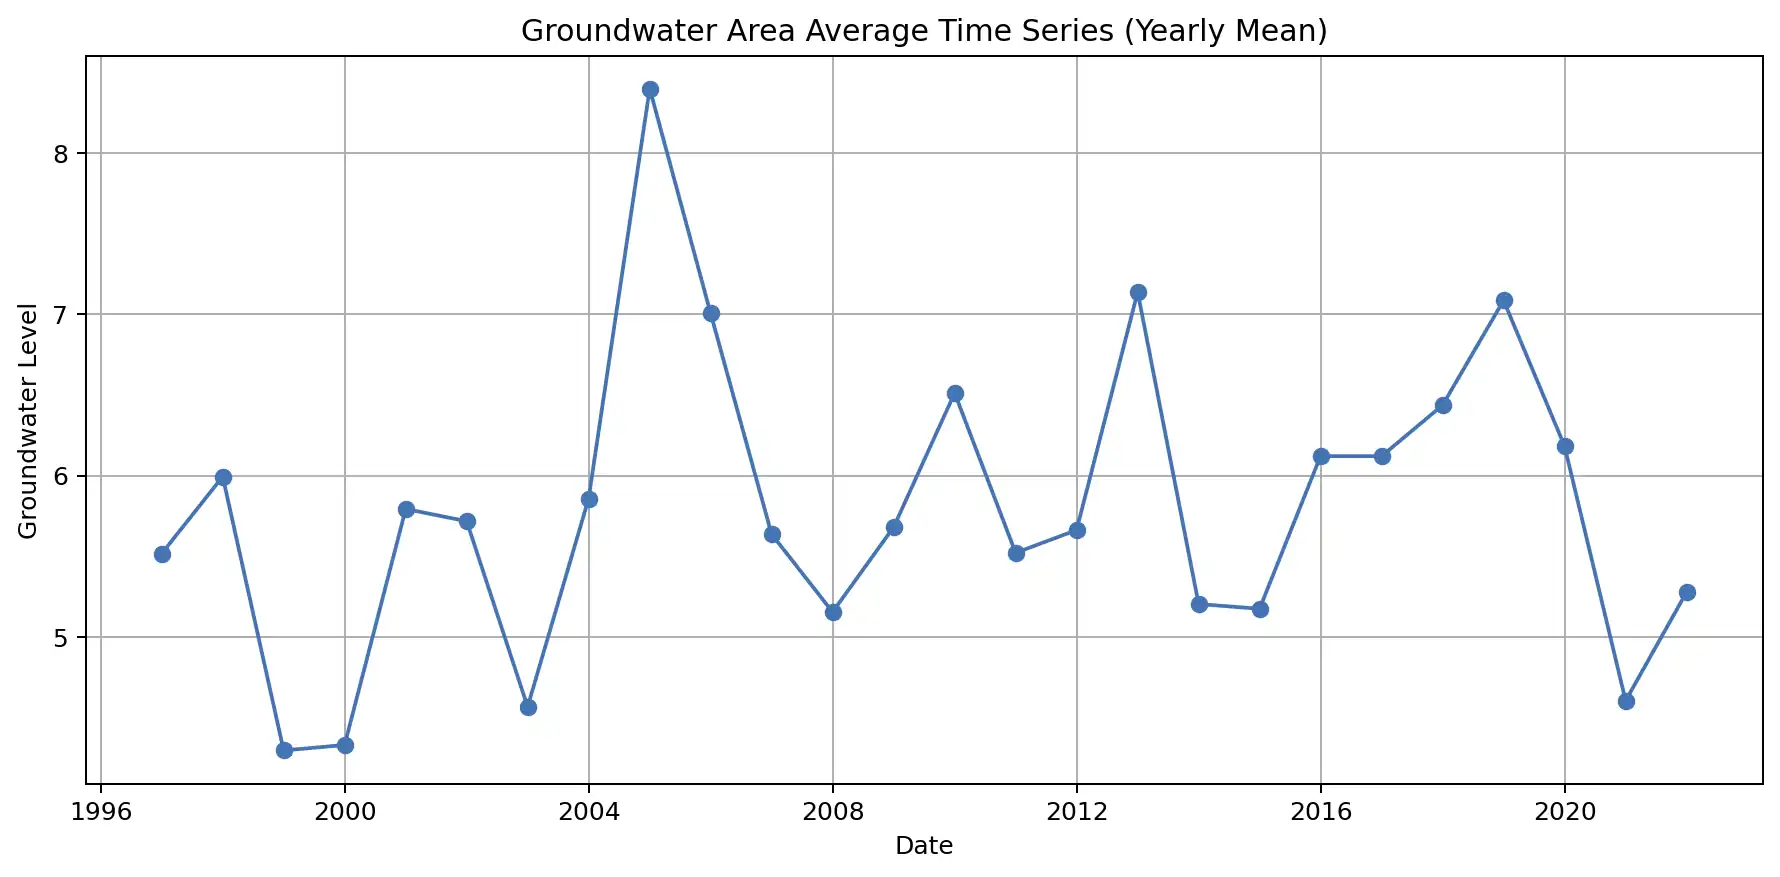 Groundwater Area Average Time Series (Yearly Mean)
Groundwater Level
8
7
6
5
1996 2000 2004 2008 2012 2016 2020
Date